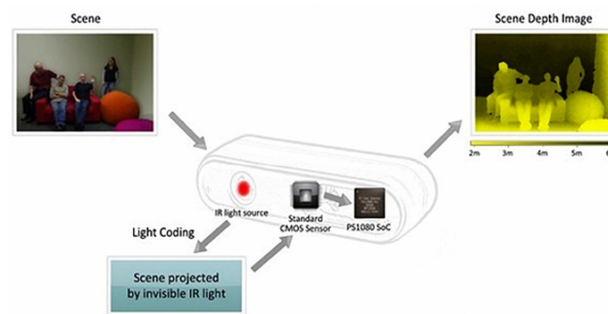 Scene
Scene Depth Image
2m 3m 4m 5m 6
IR light source
Standard
CMOS Sensor
PS1080 SoC
Light Coding
Scene projected
by invisible IR light